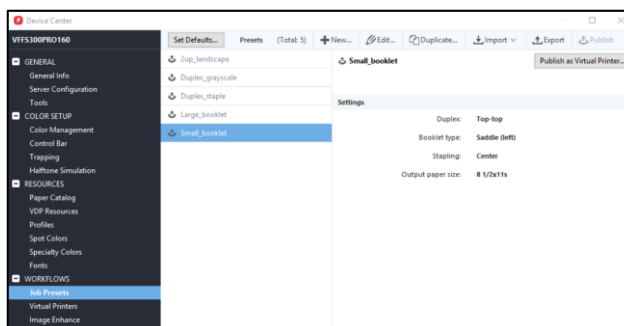 Device Center
VFFS300PRO160
Set Defaults... Presets (Total: 5) New... Edit... Duplicate... Import Export Publish
GENERAL
General Info
Server Configuration
Tools
COLOR SETUP
Color Management
Control Bar
Trapping
Halftone Simulation
RESOURCES
Paper Catalog
VDP Resources
Profiles
Spot Colors
Specialty Colors
Fonts
WORKFLOWS
Job Presets
Virtual Printers
Image Enhance
2up_landscape
Duplex_grayscale
Duplex_staple
Large_booklet
Small_booklet
Small_booklet Publish as Virtual Printer...
Settings
Duplex: Top-top
Booklet type: Saddle (left)
Stapling: Center
Output paper size: 8 1/2x11s